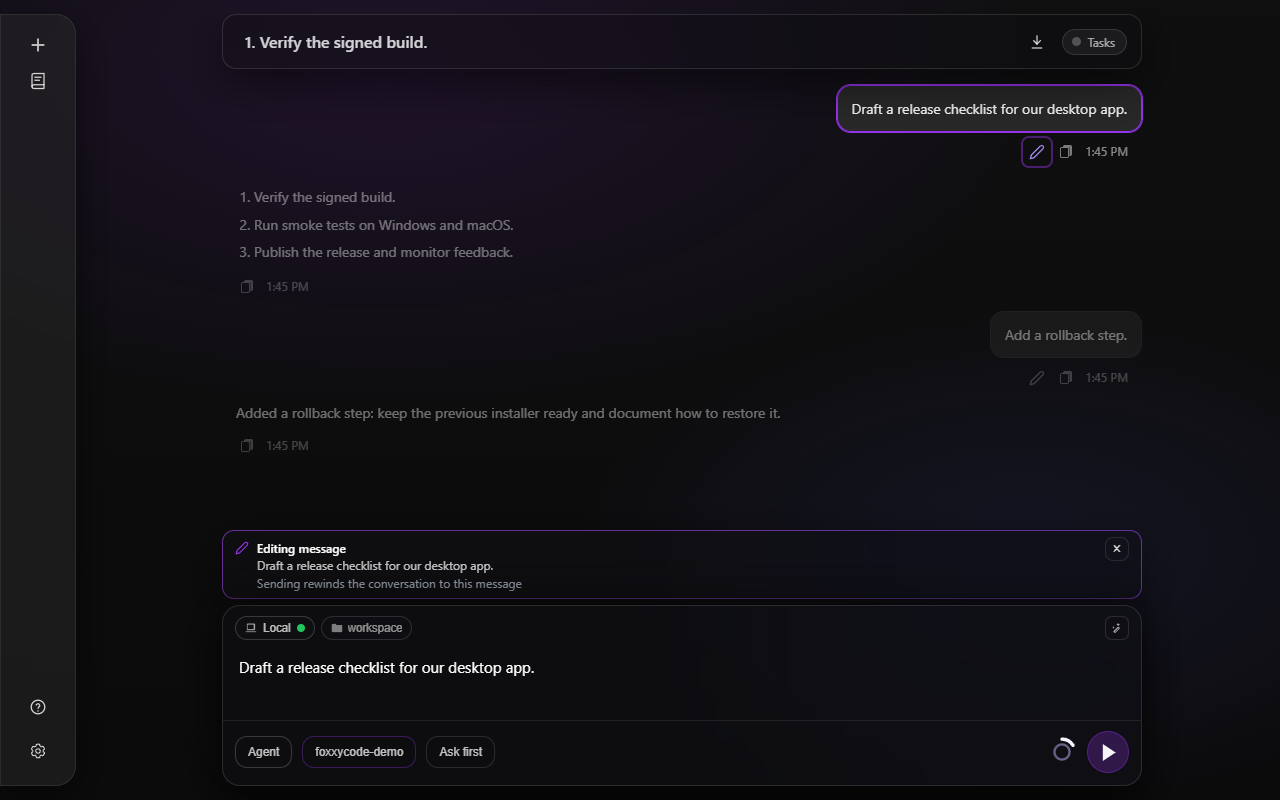 1. Verify the signed build.
Tasks
Draft a release checklist for our desktop app.
1:45 PM
1. Verify the signed build.
2. Run smoke tests on Windows and macOS.
3. Publish the release and monitor feedback.
1:45 PM
Add a rollback step.
1:45 PM
Added a rollback step: keep the previous installer ready and document how to restore it.
1:45 PM
Editing message
Draft a release checklist for our desktop app.
Sending rewinds the conversation to this message
Local
workspace
Draft a release checklist for our desktop app.
Agent
foxxycode-demo
Ask first